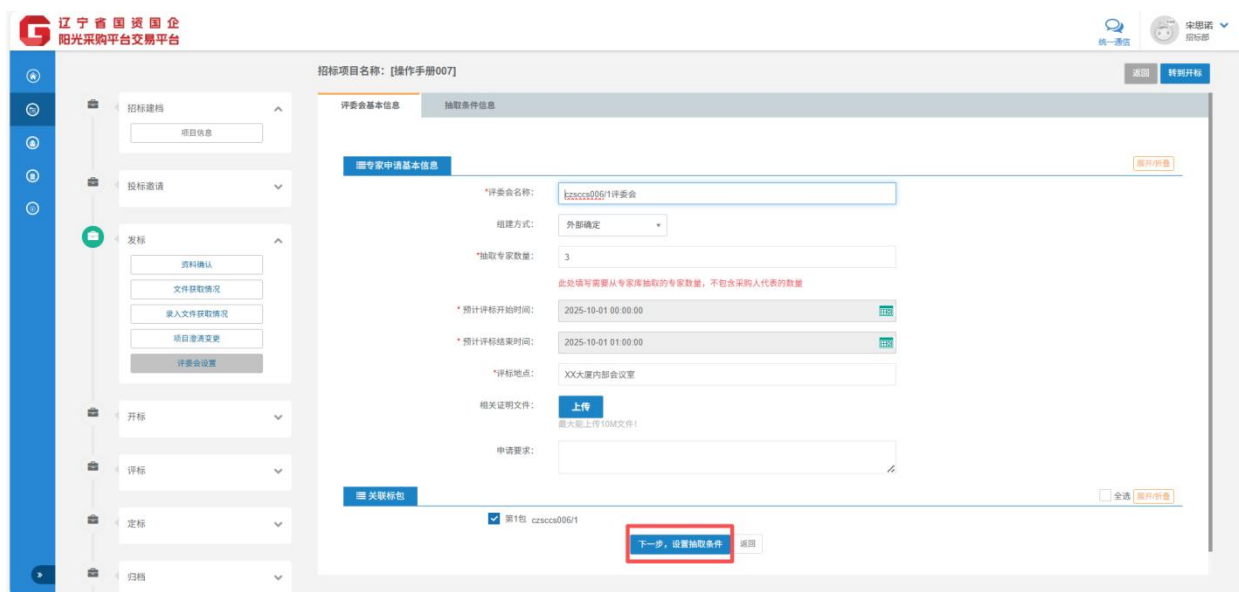 辽宁省国资国企
阳光采购平台交易平台
统一通信
宋思诺
招标部
招标项目名称：[操作手册007]
返回
转到开标
招标建档
项目信息
投标邀请
发标
资料确认
文件获取情况
录入文件获取情况
项目澄清变更
评委会设置
开标
评标
定标
归档
评委会基本信息
抽取条件信息
专家申请基本信息
展开/折叠
*评委会名称：
czsccs006/1评委会
组建方式：
外部确定
*抽取专家数量：
3
此处填写需要从专家库抽取的专家数量，不包含采购人代表的数量
* 预计评标开始时间：
2025-10-01 00:00:00
* 预计评标结束时间：
2025-10-01 01:00:00
*评标地点：
XX大厦内部会议室
相关证明文件：
上传
最大能上传10M文件！
申请要求：
关联标包
全选
展开/折叠
第1包 czsccs006/1
下一步，设置抽取条件
返回